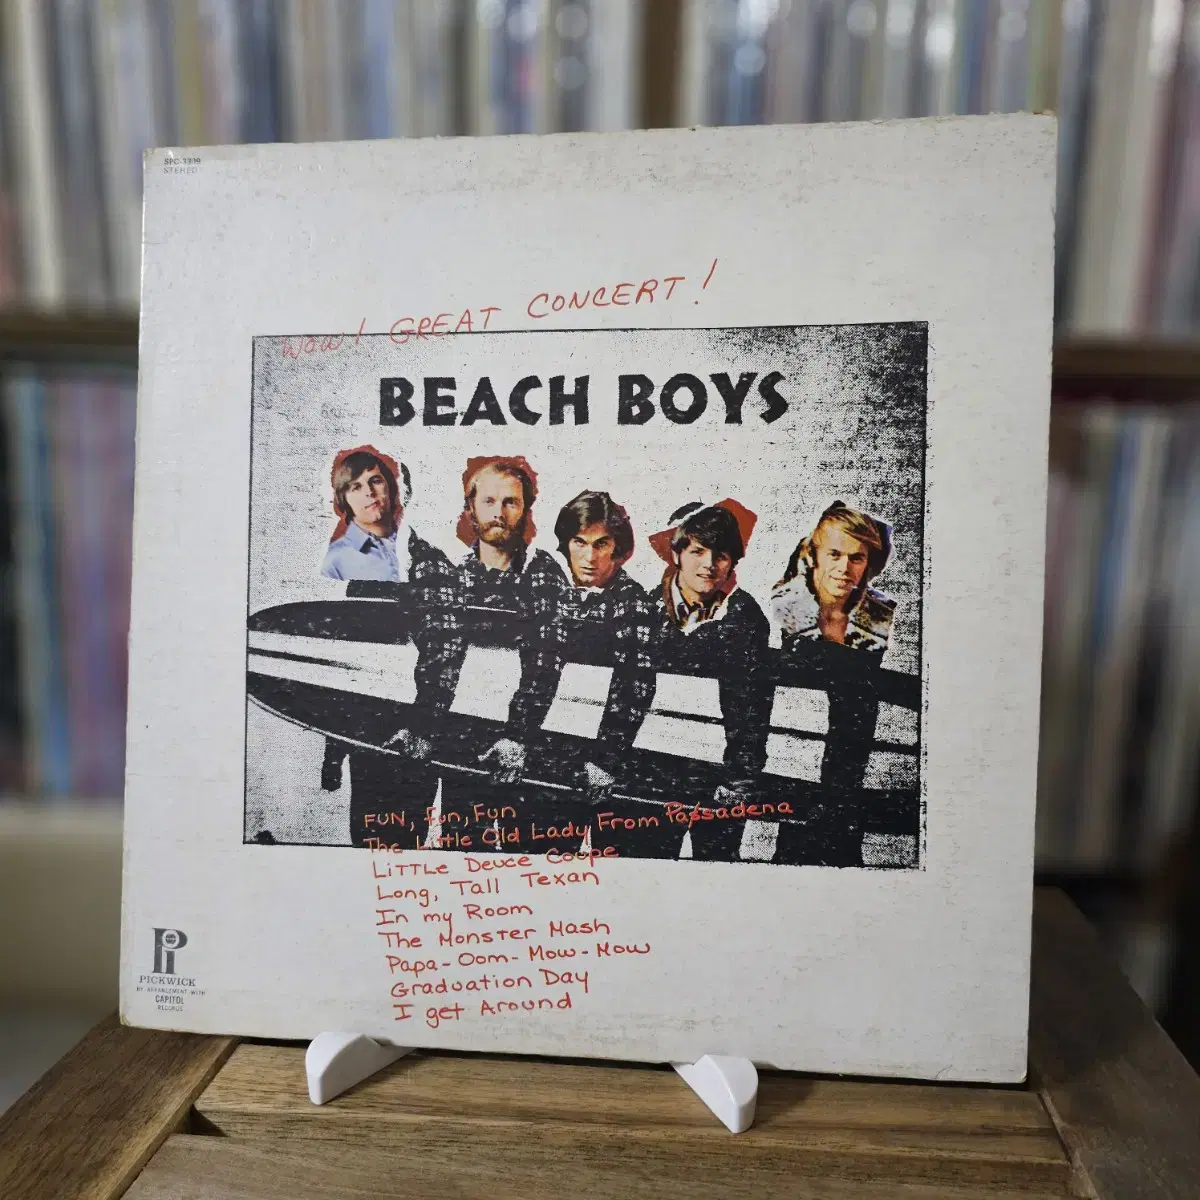 SPC-3309
STEREO
WOW! GREAT CONCERT!
BEACH BOYS
FUN, Fun, Fun
The Little Old Lady From Passadena
LITTLE Deuce Coupe
Long, Tall Texan
In my Room
The Monster Mash
Papa-Oom-Mow-Mow
Graduation Day
I get Around
PICKWICK
BY ARRANGEMENT WITH
CAPITOL
RECORDS